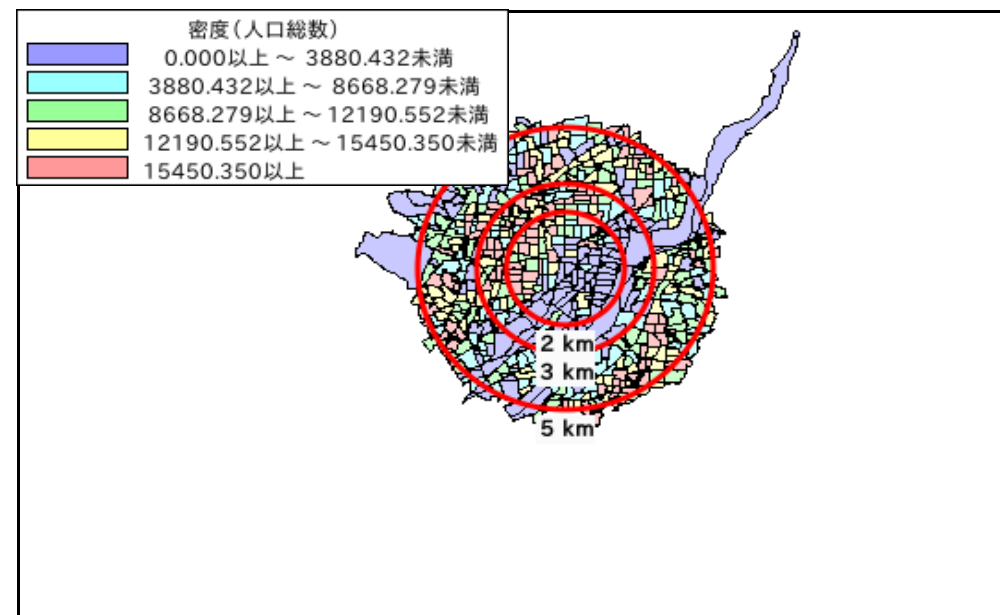 密度(人口総数)
0.000以上 ~ 3880.432未満
3880.432以上 ~ 8668.279未満
8668.279以上 ~ 12190.552未満
12190.552以上 ~ 15450.350未満
15450.350以上
2 km
3 km
5 km